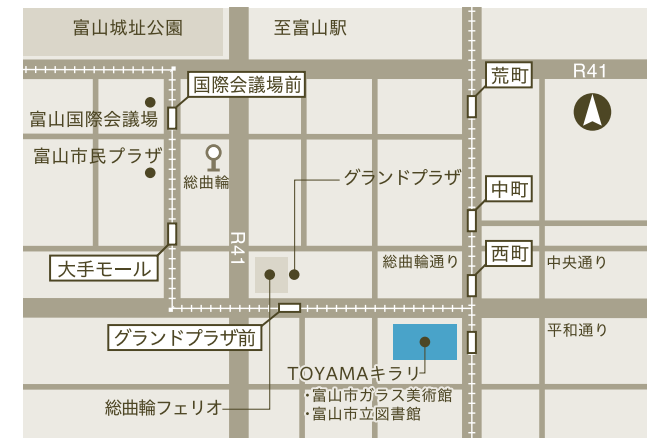 富山城址公園
至富山駅
荒町
R41
国際会議場前
富山国際会議場
富山市民プラザ
総曲輪
グランドプラザ
中町
R41
大手モール
総曲輪通り
西町
中央通り
グランドプラザ前
平和通り
TOYAMAキラリ
・富山市ガラス美術館
・富山市立図書館
総曲輪フェリオ